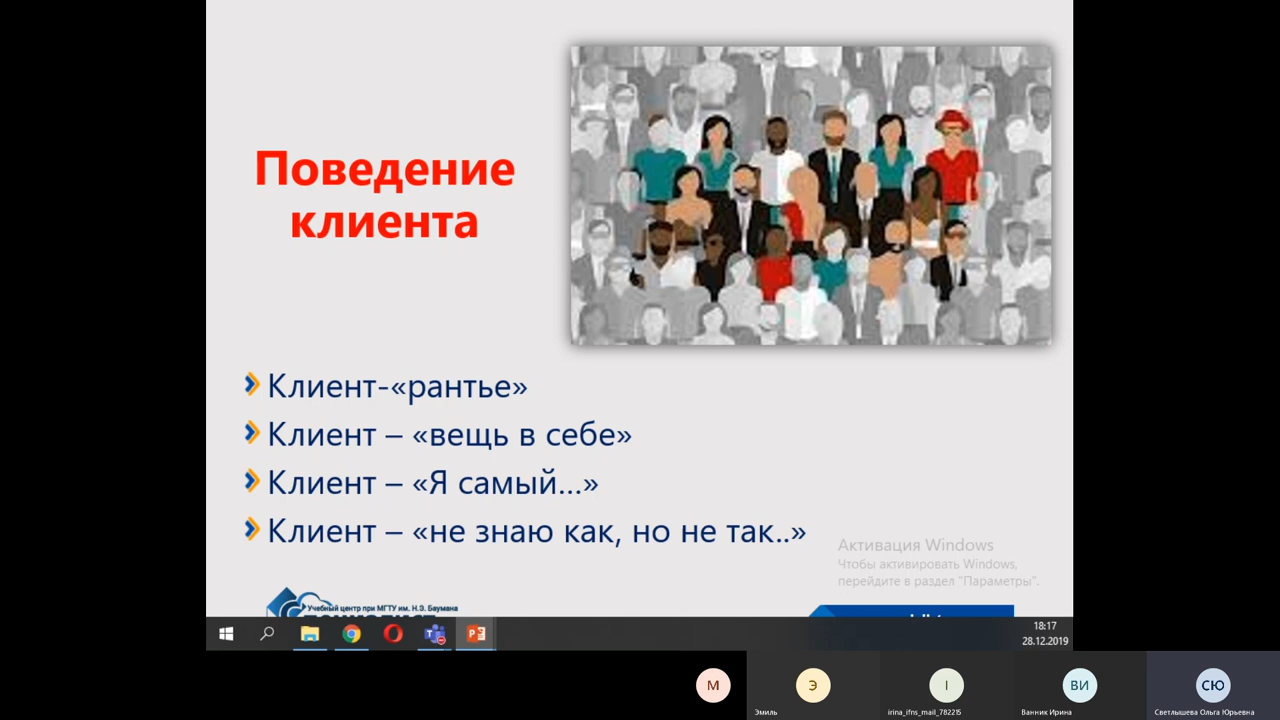 Поведение
клиента
Клиент-«рантье»
Клиент – «вещь в себе»
Клиент – «Я самый...»
Клиент – «не знаю как, но не так..»
Активация Windows
Чтобы активировать Windows,
перейдите в раздел "Параметры".
Учебный центр при МГТУ им. Н.Э. Баумана
18:17
28.12.2019
М
Э
I
ВИ
СЮ
Эмиль
irina_ifns_mail_782215
Ванник Ирина
Светлышева Ольга Юрьевна